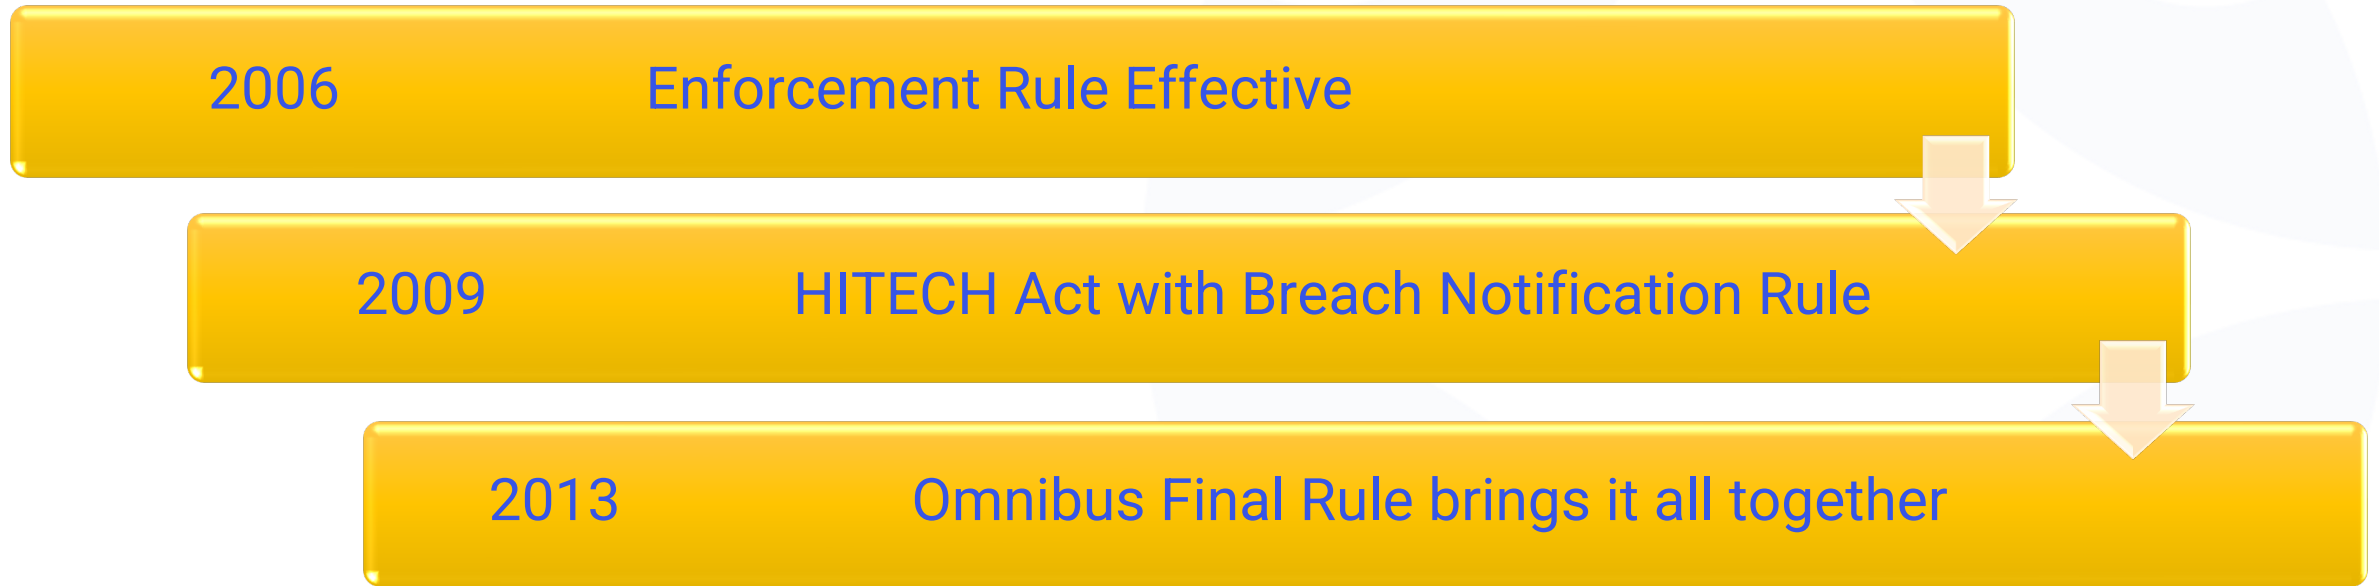 2006 Enforcement Rule Effective
2009 HITECH Act with Breach Notification Rule
2013 Omnibus Final Rule brings it all together